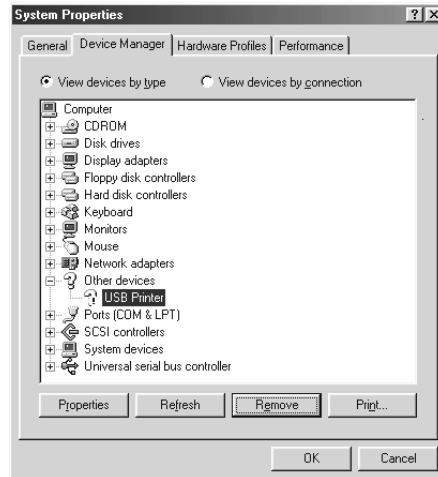 System Properties
General Device Manager Hardware Profiles Performance
View devices by type View devices by connection
Computer
CDROM
Disk drives
Display adapters
Floppy disk controllers
Hard disk controllers
Keyboard
Monitors
Mouse
Network adapters
Other devices
USB Printer
Ports (COM & LPT)
SCSI controllers
System devices
Universal serial bus controller
Properties Refresh Remove Print...
OK Cancel